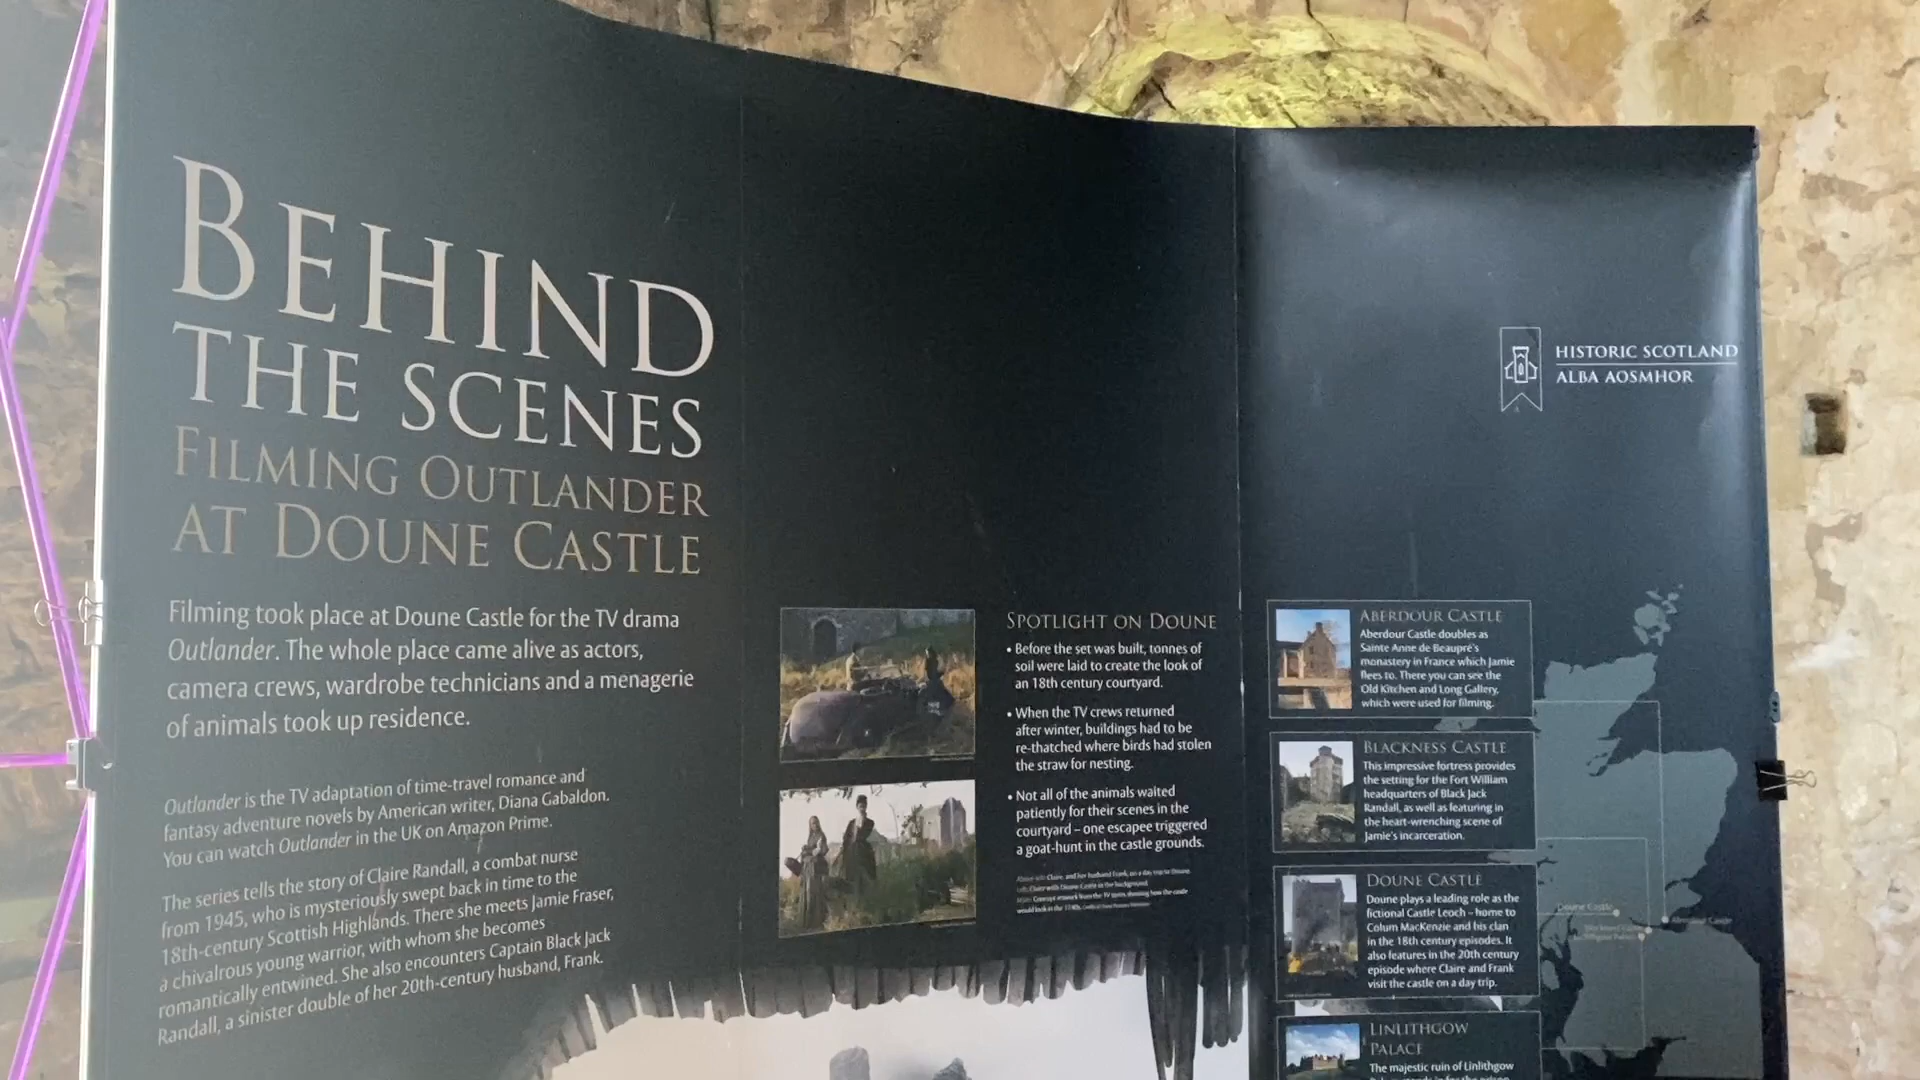 BEHIND
THE SCENES
FILMING OUTLANDER
AT DOUNE CASTLE
Filming took place at Doune Castle for the TV drama
Outlander. The whole place came alive as actors,
camera crews, wardrobe technicians and a menagerie
of animals took up residence.
Outlander is the TV adaptation of time-travel romance and
fantasy adventure novels by American writer, Diana Gabaldon.
You can watch Outlander in the UK on Amazon Prime.
The series tells the story of Claire Randall, a combat nurse
from 1945, who is mysteriously swept back in time to the
18th-century Scottish Highlands. There she meets Jamie Fraser,
a chivalrous young warrior, with whom she becomes
romantically entwined. She also encounters Captain Black Jack
Randall, a sinister double of her 20th-century husband, Frank.
SPOTLIGHT ON DOUNE
• Before the set was built, tonnes of
soil were laid to create the look of
an 18th century courtyard.
• When the TV crews returned
after winter, buildings had to be
re-thatched where birds had stolen
the straw for nesting.
• Not all of the animals waited
patiently for their scenes in the
courtyard – one escapee triggered
a goat-hunt in the castle grounds.
HISTORIC SCOTLAND
ALBA AOSMHOR
ABERDOUR CASTLE
Aberdour Castle doubles as
Sainte Anne de Beaupré's
monastery in France which Jamie
flees to. There you can see the
Old Kitchen and Long Gallery,
which were used for filming.
BLACKNESS CASTLE
This impressive fortress provides
the setting for the Fort William
headquarters of Black Jack
Randall, as well as featuring in
the heart-wrenching scene of
Jamie's incarceration.
DOUNE CASTLE
Doune plays a leading role as the
fictional Castle Leoch – home to
Colum MacKenzie and his clan
in the 18th century episodes. It
also features in the 20th century
episode where Claire and Frank
visit the castle on a day trip.
LINLITHGOW
PALACE
The majestic ruin of Linlithgow
Doune Castle
Aberdour Castle